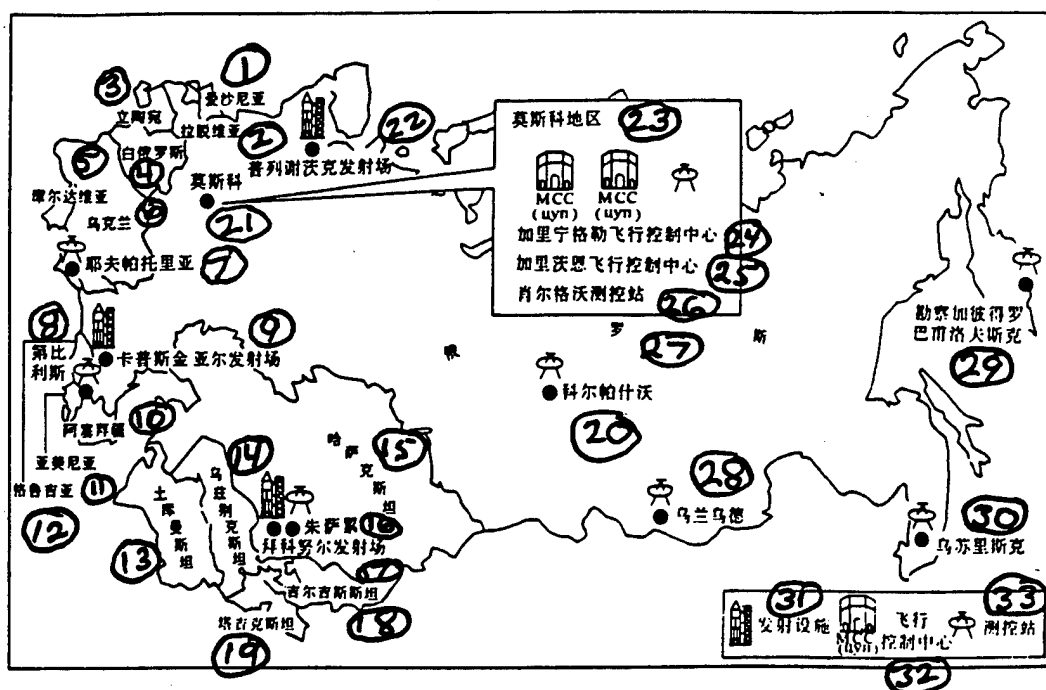 ①
③
爱沙尼亚
立陶宛
拉脱维亚
②
㉒
⑤
白俄罗斯
④
普列谢沃克发射场
莫斯科
摩尔达维亚
乌克兰
⑥
㉑
耶夫帕托里亚
⑦
莫斯科地区
㉓
MCC
(цуп)
MCC
(цуп)
加里宁格勒飞行控制中心
㉔
加里茨恩飞行控制中心
㉕
肖尔格沃测控站
㉖
⑧
第比
利斯
⑨
卡普斯金亚尔发射场
俄
罗
斯
㉗
勘察加彼得罗
巴甫洛夫斯克
㉙
科尔帕什沃
⑳
阿塞拜疆
⑩
亚美尼亚
格鲁吉亚
⑪
⑫
土库曼斯坦
⑬
乌兹别克斯坦
⑭
哈萨克斯坦
⑮
朱萨累
⑯
拜科努尔发射场
⑰
吉尔吉斯斯坦
⑱
塔吉克斯坦
⑲
㉘
乌兰乌德
㉚
乌苏里斯克
㉛
发射设施
MCC
(цуп)
飞行
控制中心
㉜
㉝
测控站